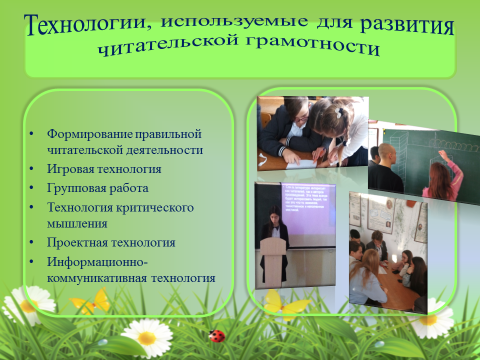 Технологии, используемые для развития
читательской грамотности
• Формирование правильной
читательской деятельности
• Игровая технология
• Групповая работа
• Технология критического
мышления
• Проектная технология
• Информационно-
коммуникативная технология